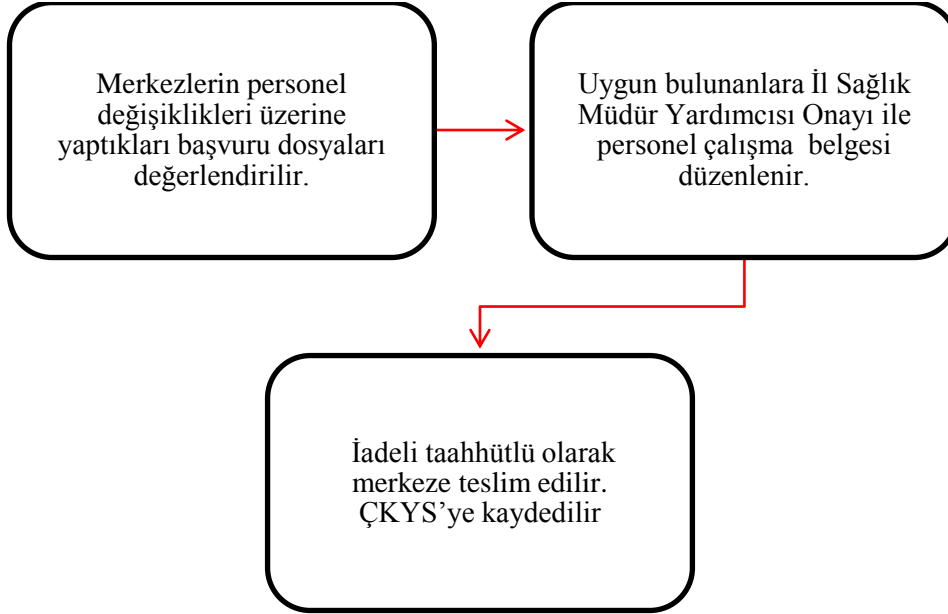 Merkezlerin personel
değişiklikleri üzerine
yaptıkları başvuru dosyaları
değerlendirilir.
Uygun bulunanlara İl Sağlık
Müdür Yardımcısı Onayı ile
personel çalışma  belgesi
düzenlenir.
İadeli taahhütlü olarak
merkeze teslim edilir.
ÇKYS’ye kaydedilir